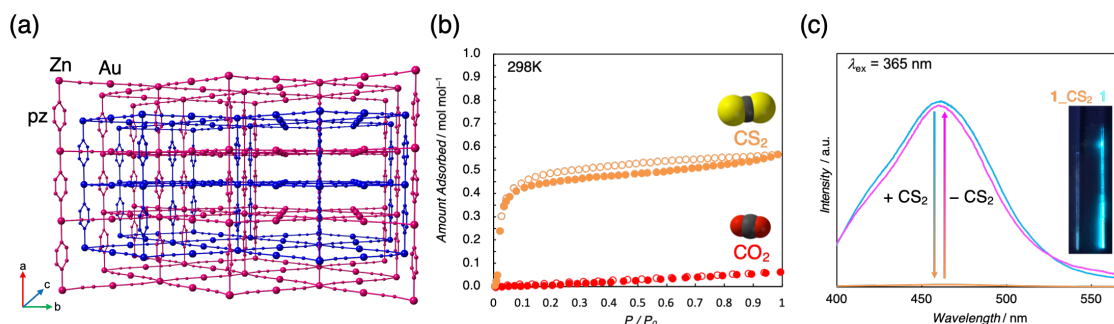 (a)
Zn
Au
pz
a
c
b
(b)
Amount Adsorbed / mol mol⁻¹
1.0
0.9
0.8
0.7
0.6
0.5
0.4
0.3
0.2
0.1
0.0
298K
CS₂
CO₂
0 0.1 0.2 0.3 0.4 0.5 0.6 0.7 0.8 0.9 1
P / P₀
(c)
λex = 365 nm
1_CS₂ 1
Intensity / a.u.
+ CS₂
− CS₂
400 450 500 550
Wavelength / nm